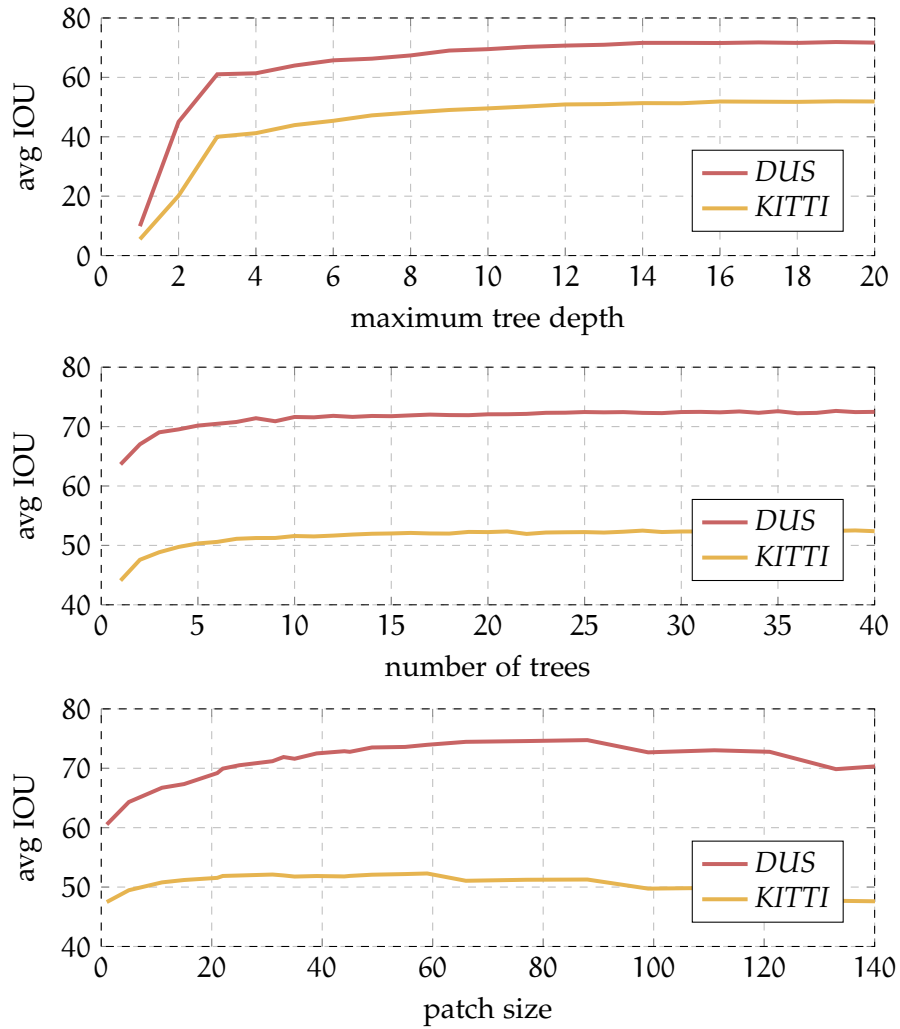 80
60
40
20
0
avg IOU
DUS
KITTI
0 2 4 6 8 10 12 14 16 18 20
maximum tree depth
80
70
60
50
40
avg IOU
DUS
KITTI
0 5 10 15 20 25 30 35 40
number of trees
80
70
60
50
40
avg IOU
DUS
KITTI
0 20 40 60 80 100 120 140
patch size